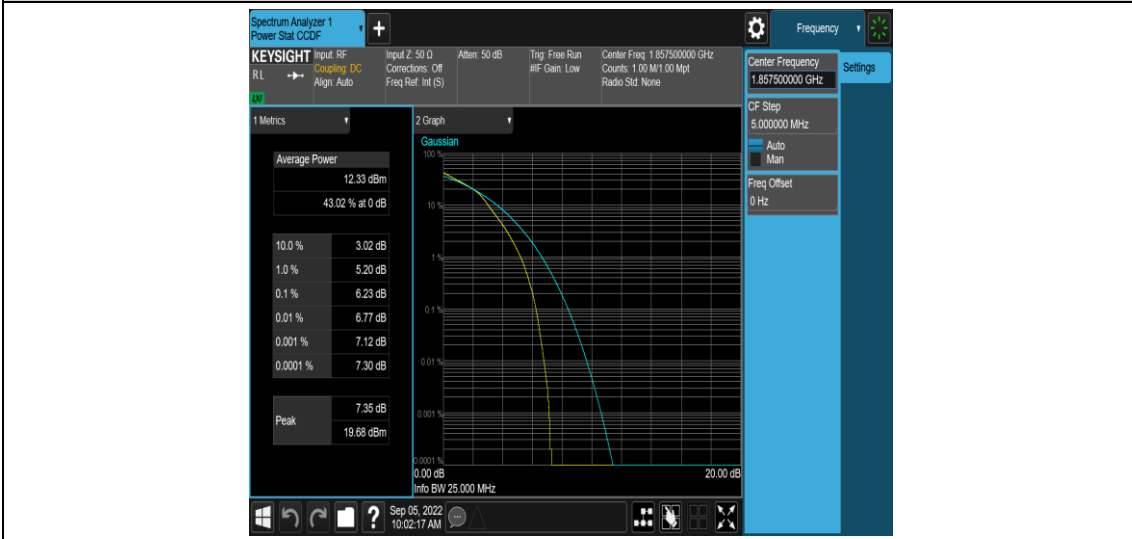 Spectrum Analyzer 1
Power Stat CCDF
+
Frequency
KEYSIGHT
RL
LXI
Input: RF
Coupling: DC
Align: Auto
Input Z: 50 Ω
Corrections: Off
Freq Ref: Int (S)
Atten: 50 dB
Trig: Free Run
#IF Gain: Low
Center Freq: 1.857500000 GHz
Counts: 1.00 M/1.00 Mpt
Radio Std: None
Center Frequency
1.857500000 GHz
Settings
CF Step
5.000000 MHz
Auto
Man
Freq Offset
0 Hz
1 Metrics
Average Power
12.33 dBm
43.02 % at 0 dB
10.0 % 3.02 dB
1.0 % 5.20 dB
0.1 % 6.23 dB
0.01 % 6.77 dB
0.001 % 7.12 dB
0.0001 % 7.30 dB
Peak
7.35 dB
19.68 dBm
2 Graph
Gaussian
100 %
10 %
1 %
0.1 %
0.01 %
0.001 %
0.0001 %
0.00 dB 20.00 dB
Info BW 25.000 MHz
?
Sep 05, 2022
10:02:17 AM